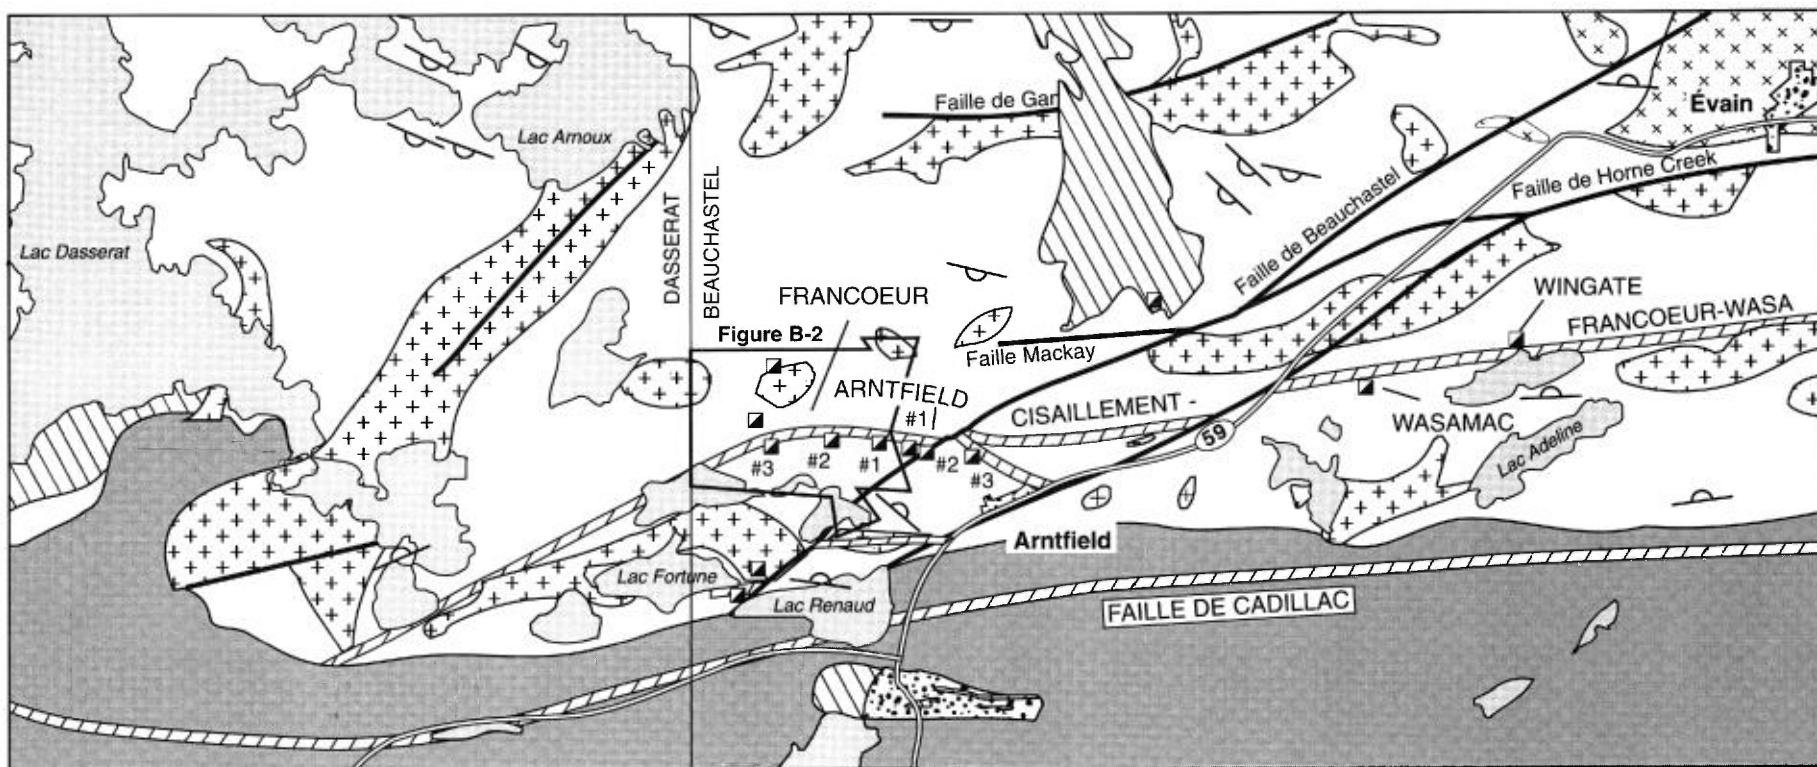 Faille de Gar
Évain
Lac Arnoux
Faille de Horne Creek
DASSERAT
BEAUCHASTEL
Faille de Beauchastel
Lac Dasserat
FRANCOEUR
WINGATE
Figure B-2
FRANCOEUR-WASA
Faille Mackay
ARNTFIELD
#1
CISAILLEMENT -
WASAMAC
59
#3
#2
#1
#2
#3
Lac Adeline
Arntfield
Lac Fortune
Lac Renaud
FAILLE DE CADILLAC